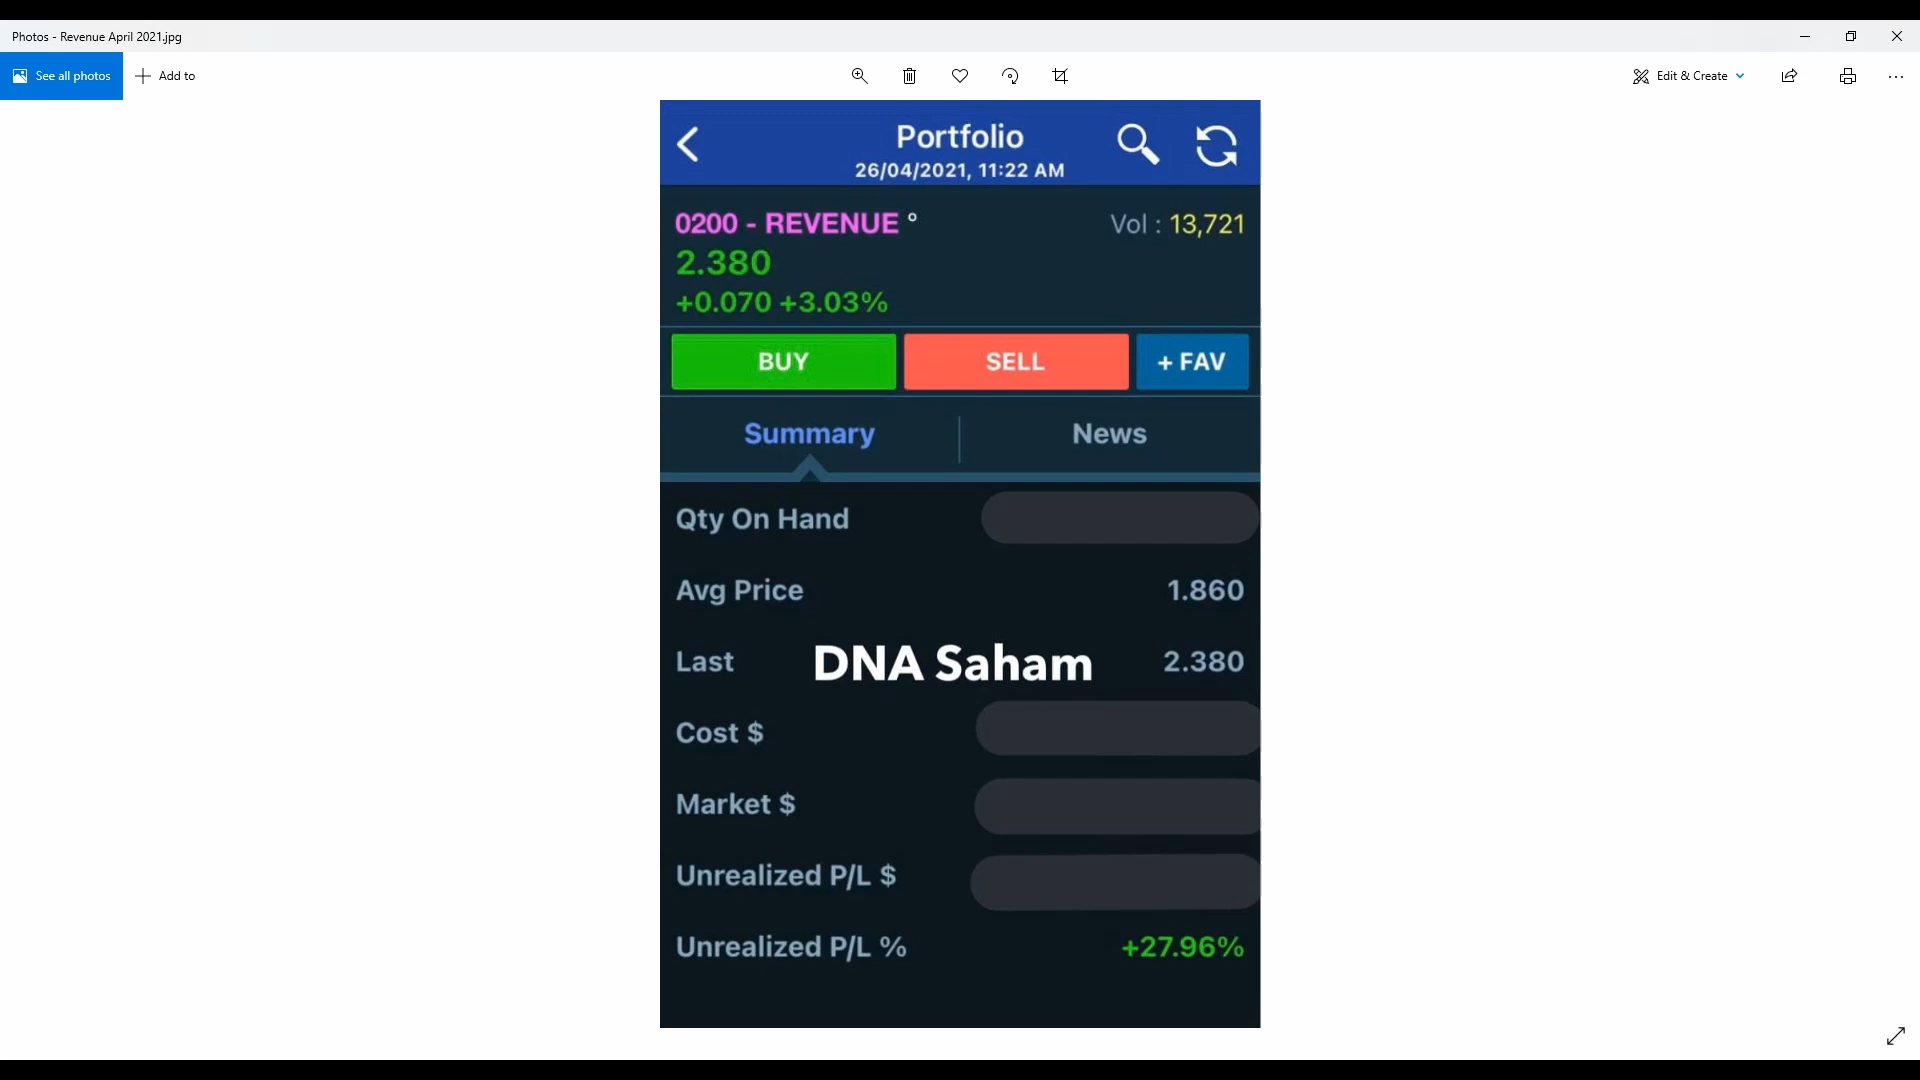 Photos - Revenue April 2021.jpg
See all photos
Add to
Edit & Create
Portfolio
26/04/2021, 11:22 AM
0200 - REVENUE °
Vol : 13,721
2.380
+0.070 +3.03%
BUY
SELL
+ FAV
Summary
News
Qty On Hand
Avg Price 1.860
Last 2.380
DNA Saham
Cost $
Market $
Unrealized P/L $
Unrealized P/L % +27.96%